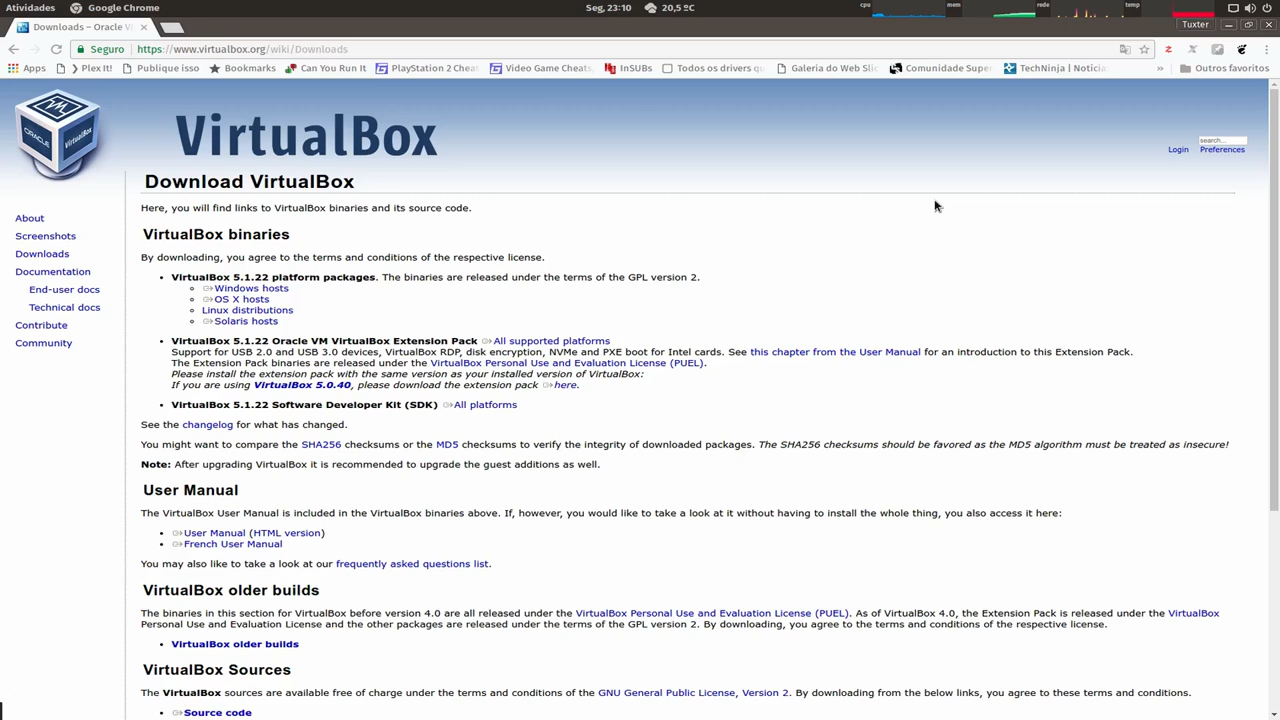 Atividades Google Chrome Seg, 23:10 20,5°C cpu mem rede temp
Downloads – Oracle V Tuxter
Seguro https://www.virtualbox.org/wiki/Downloads
Apps Plex It! Publique isso Bookmarks Can You Run It PlayStation 2 Chea Video Game Cheats, InSUBs Todos os drivers q Galeria do Web Sli Comunidade Super TechNinja | Noticia » Outros favoritos
ORACLE VirtualBox
VirtualBox
search...
Login Preferences
Download VirtualBox
Here, you will find links to VirtualBox binaries and its source code.
About
Screenshots
Downloads
Documentation
End-user docs
Technical docs
Contribute
Community
VirtualBox binaries
By downloading, you agree to the terms and conditions of the respective license.
VirtualBox 5.1.22 platform packages. The binaries are released under the terms of the GPL version 2.
Windows hosts
OS X hosts
Linux distributions
Solaris hosts
VirtualBox 5.1.22 Oracle VM VirtualBox Extension Pack All supported platforms
Support for USB 2.0 and USB 3.0 devices, VirtualBox RDP, disk encryption, NVMe and PXE boot for Intel cards. See this chapter from the User Manual for an introduction to this Extension Pack.
The Extension Pack binaries are released under the VirtualBox Personal Use and Evaluation License (PUEL).
Please install the extension pack with the same version as your installed version of VirtualBox:
If you are using VirtualBox 5.0.40, please download the extension pack here.
VirtualBox 5.1.22 Software Developer Kit (SDK) All platforms
See the changelog for what has changed.
You might want to compare the SHA256 checksums or the MD5 checksums to verify the integrity of downloaded packages. The SHA256 checksums should be favored as the MD5 algorithm must be treated as insecure!
Note: After upgrading VirtualBox it is recommended to upgrade the guest additions as well.
User Manual
The VirtualBox User Manual is included in the VirtualBox binaries above. If, however, you would like to take a look at it without having to install the whole thing, you also access it here:
User Manual (HTML version)
French User Manual
You may also like to take a look at our frequently asked questions list.
VirtualBox older builds
The binaries in this section for VirtualBox before version 4.0 are all released under the VirtualBox Personal Use and Evaluation License (PUEL). As of VirtualBox 4.0, the Extension Pack is released under the VirtualBox
Personal Use and Evaluation License and the other packages are released under the terms of the GPL version 2. By downloading, you agree to the terms and conditions of the respective license.
VirtualBox older builds
VirtualBox Sources
The VirtualBox sources are available free of charge under the terms and conditions of the GNU General Public License, Version 2. By downloading from the below links, you agree to these terms and conditions.
Source code